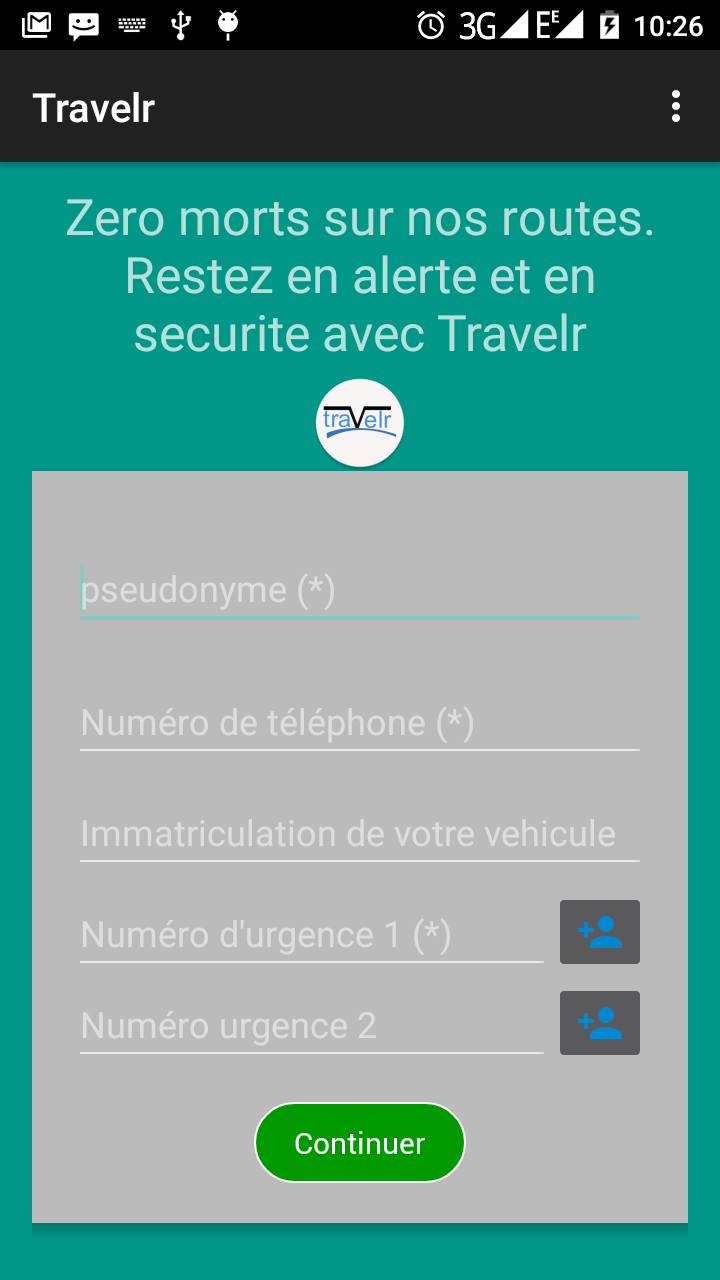 3G E E 10:26
Travelr
Zero morts sur nos routes.
Restez en alerte et en
securite avec Travelr
travelr
pseudonyme (*)
Numéro de téléphone (*)
Immatriculation de votre vehicule
Numéro d'urgence 1 (*)
Numéro urgence 2
Continuer